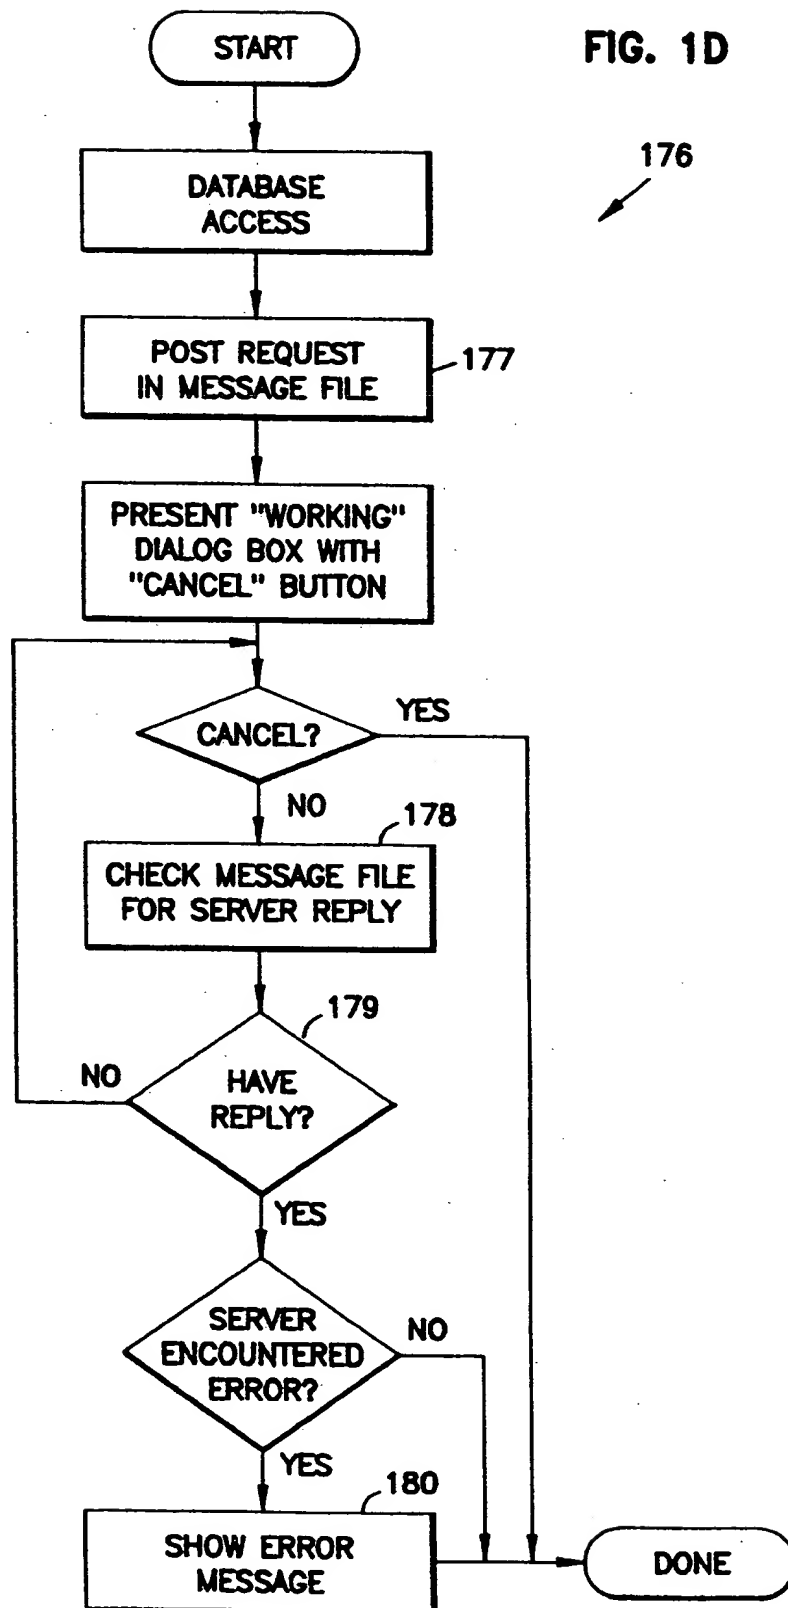 START
FIG. 1D
176
DATABASE
ACCESS
POST REQUEST
IN MESSAGE FILE
177
PRESENT "WORKING"
DIALOG BOX WITH
"CANCEL" BUTTON
CANCEL?
YES
NO
178
CHECK MESSAGE FILE
FOR SERVER REPLY
179
HAVE
REPLY?
NO
YES
SERVER
ENCOUNTERED
ERROR?
NO
YES
180
SHOW ERROR
MESSAGE
DONE